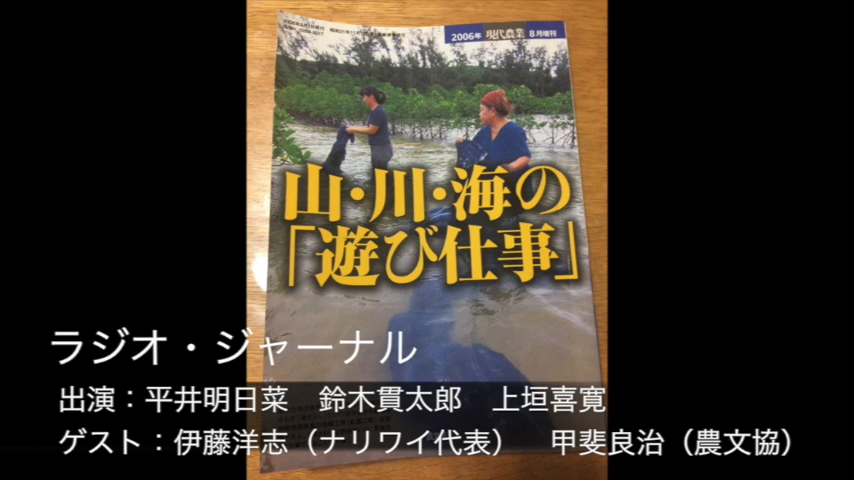 2006年 現代農業 8月増刊
山・川・海の
「遊び仕事」
ラジオ・ジャーナル
出演：平井明日菜　鈴木貫太郎　上垣喜寛
ゲスト：伊藤洋志（ナリワイ代表）　甲斐良治（農文協）